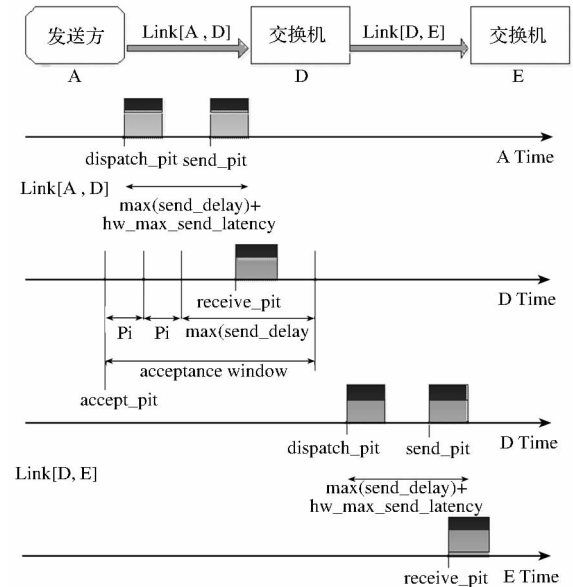 发送方 Link[A , D] 交换机 Link[D, E] 交换机
A D E
dispatch_pit send_pit A Time
Link[A , D]
max(send_delay)+
hw_max_send_latency
receive_pit D Time
Pi Pi max(send_delay
acceptance window
accept_pit
dispatch_pit send_pit D Time
Link[D, E]
max(send_delay)+
hw_max_send_latency
receive_pit E Time